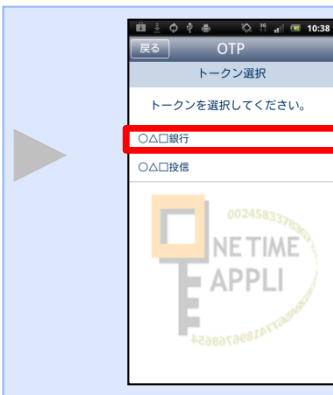 10:38
戻る OTP
トークン選択
トークンを選択してください。
○△□銀行
○△□投信
NE TIME
APPLI